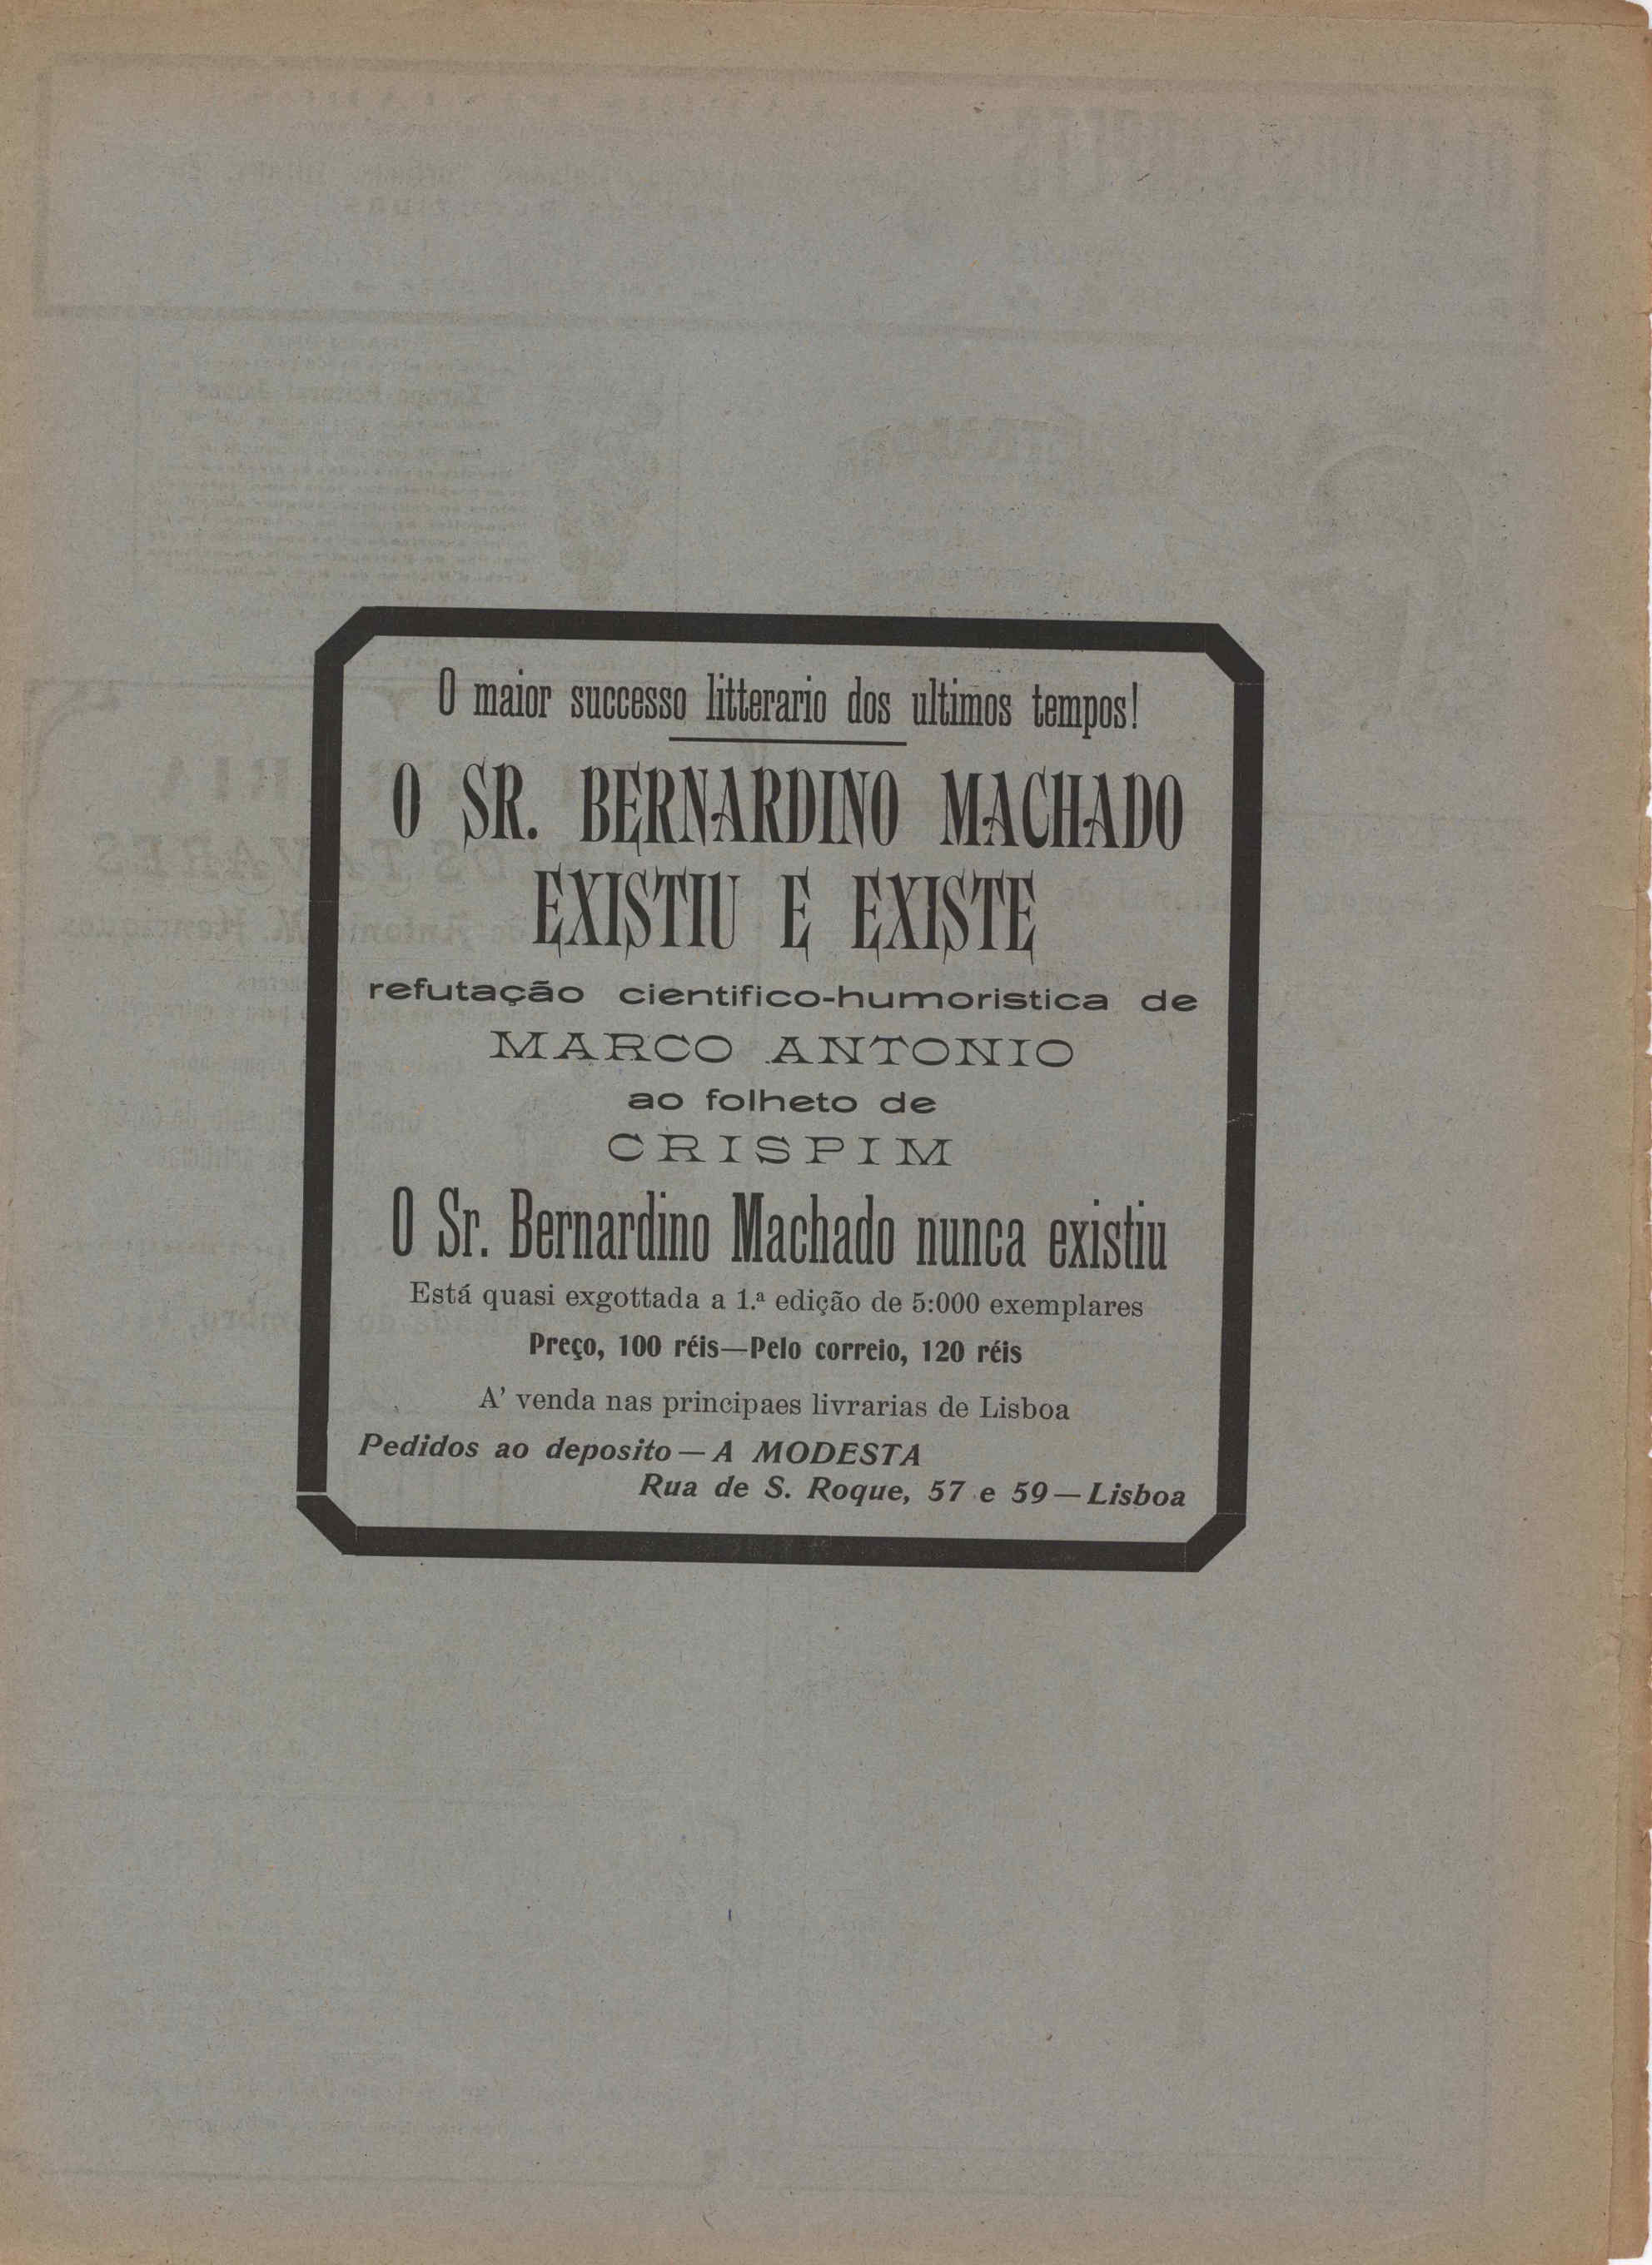 O maior successo litterario dos ultimos tempos!
O SR. BERNARDINO MACHADO
EXISTIU E EXISTE
refutação cientifico-humoristica de
MARCO ANTONIO
ao folheto de
CRISPIM
O Sr. Bernardino Machado nunca existiu
Está quasi exgottada a 1.ª edição de 5:000 exemplares
Preço, 100 réis—Pelo correio, 120 réis
A' venda nas principaes livrarias de Lisboa
Pedidos ao deposito — A MODESTA
Rua de S. Roque, 57 e 59 — Lisboa